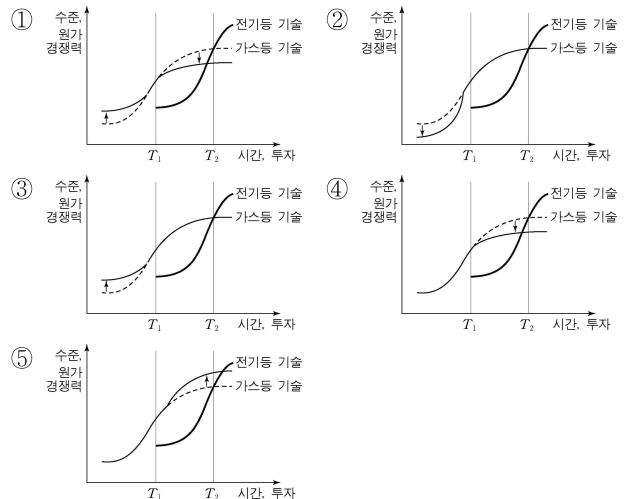 ①
수준,
원가
경쟁력
전기등 기술
가스등 기술
T₁ T₂ 시간, 투자
②
수준,
원가
경쟁력
전기등 기술
가스등 기술
T₁ T₂ 시간, 투자
③
수준,
원가
경쟁력
전기등 기술
가스등 기술
T₁ T₂ 시간, 투자
④
수준,
원가
경쟁력
전기등 기술
가스등 기술
T₁ T₂ 시간, 투자
⑤
수준,
원가
경쟁력
전기등 기술
가스등 기술
T₁ T₂ 시간, 투자